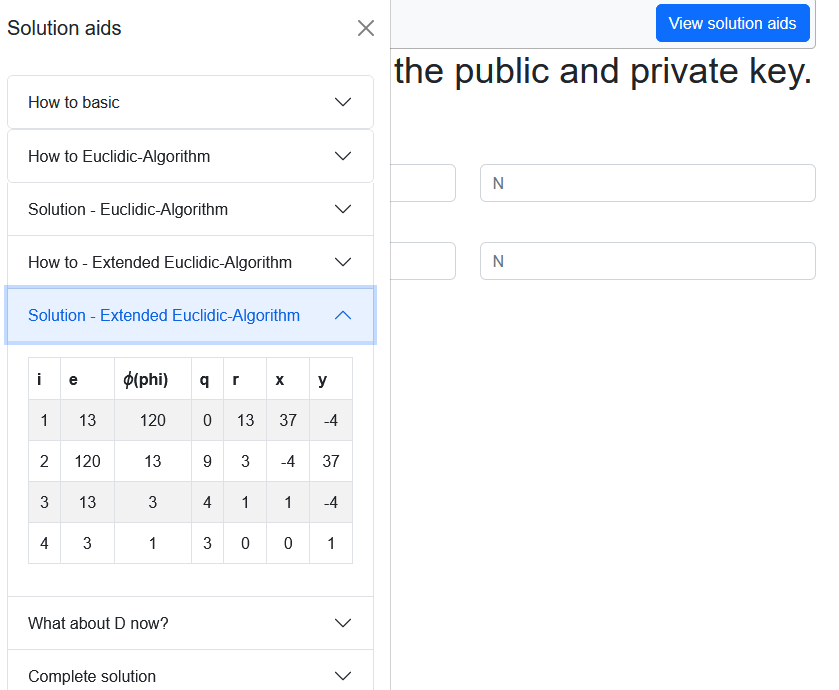 Solution aids
View solution aids
the public and private key.
How to basic
How to Euclidic-Algorithm
N
Solution - Euclidic-Algorithm
How to - Extended Euclidic-Algorithm
N
Solution - Extended Euclidic-Algorithm
i e ϕ(phi) q r x y
1 13 120 0 13 37 -4
2 120 13 9 3 -4 37
3 13 3 4 1 1 -4
4 3 1 3 0 0 1
What about D now?
Complete solution